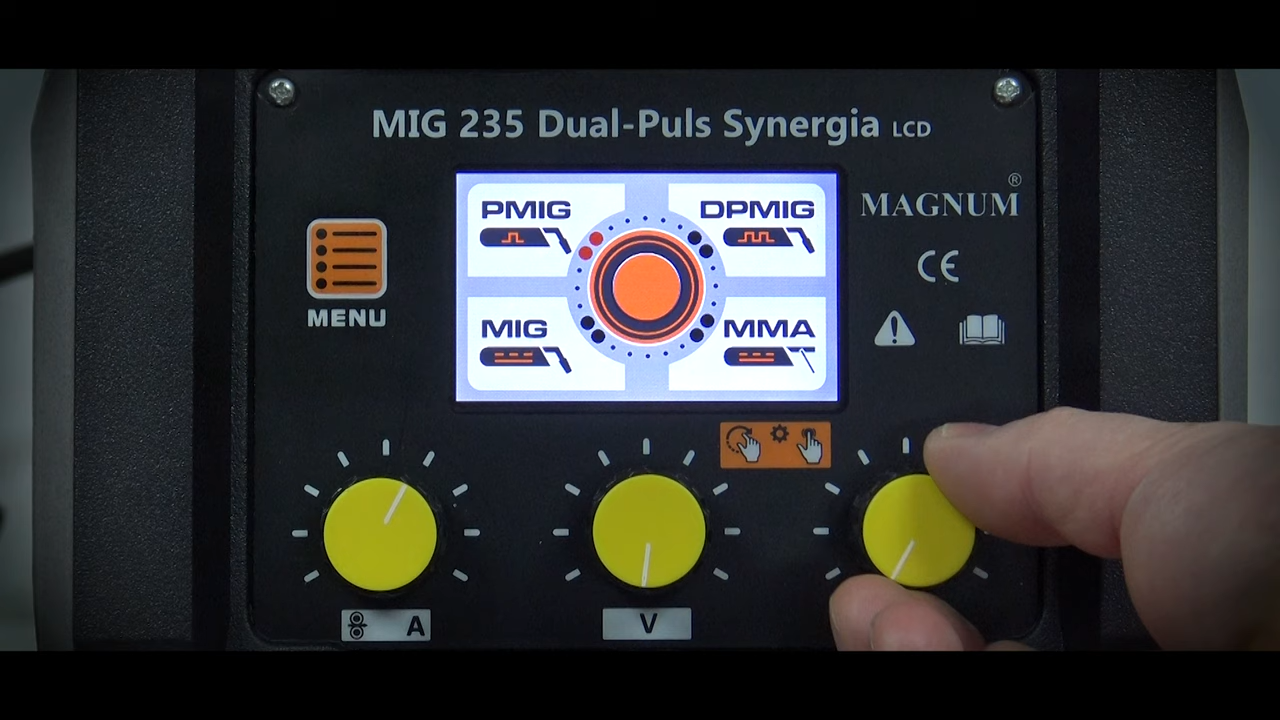 MIG 235 Dual-Puls Synergia LCD
MAGNUM®
PMIG
DPMIG
MIG
MMA
MENU
CE
A
V